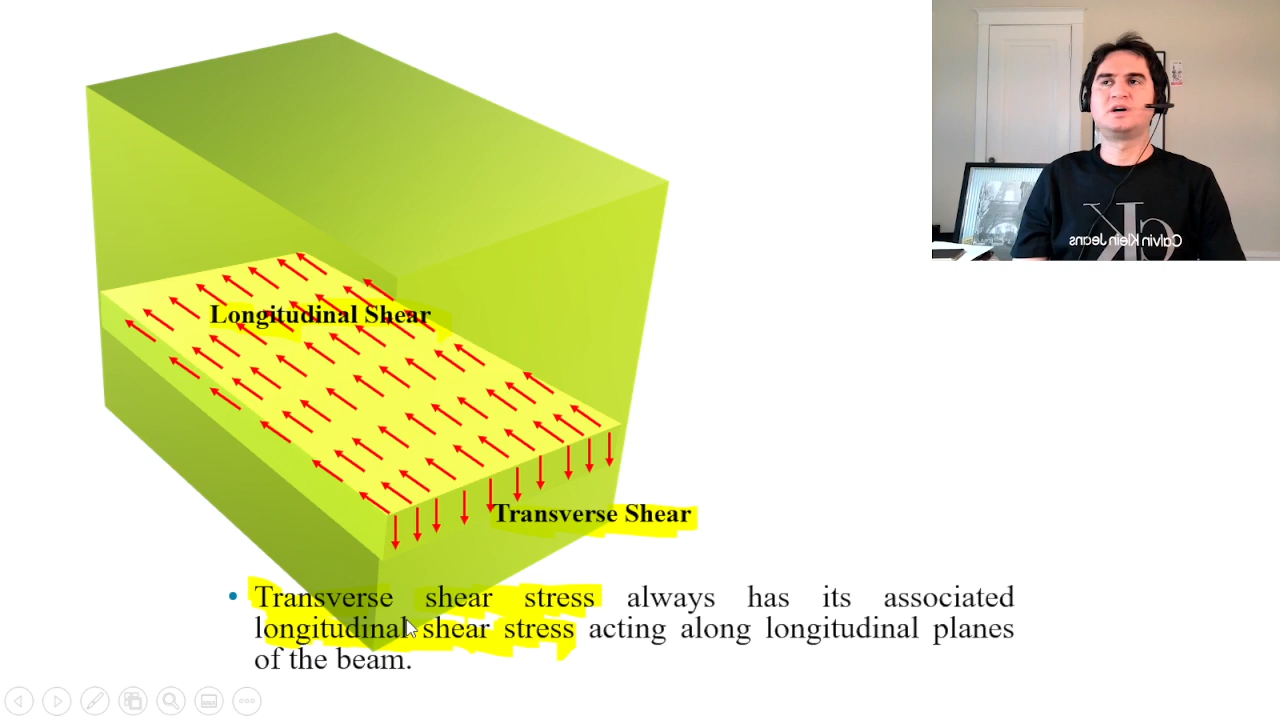 Calvin Klein Jeans
Longitudinal Shear
Transverse Shear
• Transverse shear stress always has its associated
longitudinal shear stress acting along longitudinal planes
of the beam.